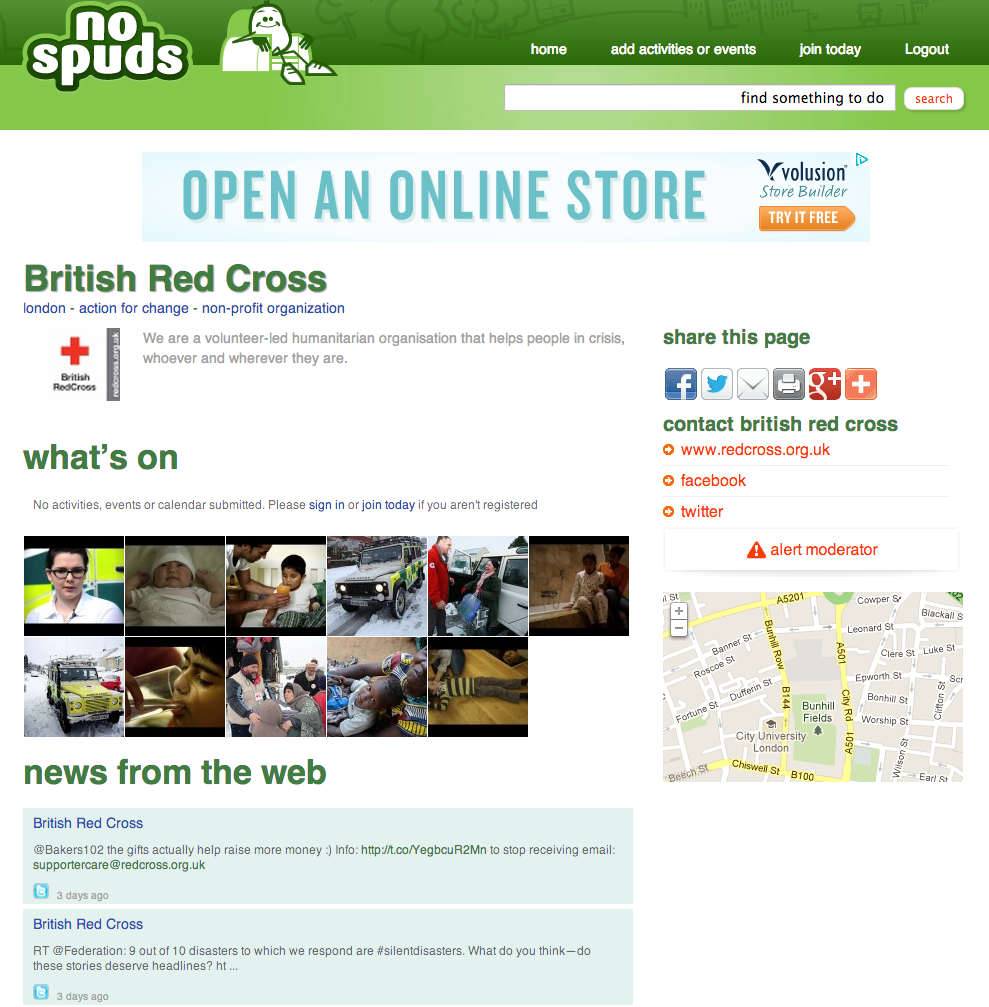 no
spuds
home
add activities or events
join today
Logout
find something to do
search
OPEN AN ONLINE STORE
volusion
Store Builder
TRY IT FREE
British Red Cross
london - action for change - non-profit organization
British
RedCross
redcross.org.uk
We are a volunteer-led humanitarian organisation that helps people in crisis,
whoever and wherever they are.
share this page
g+
contact british red cross
www.redcross.org.uk
facebook
twitter
alert moderator
what's on
No activities, events or calendar submitted. Please sign in or join today if you aren't registered
A5201
Cowper S
Blackall S
Banner St
Bunhill Row
A501
Leonard St
Roscoe St
Clere St
Luke St
Dufferin St
Epworth St
Scr
Fortune St
B144
City Rd
Bonhill St
Clifton St
Bunhill
Fields
Worship St
City University
London
A501
Wilson St
Chiswell St
B100
Beech St
Earl St
news from the web
British Red Cross
@Bakers102 the gifts actually help raise more money :) Info: http://t.co/YegbcuR2Mn to stop receiving email:
supportercare@redcross.org.uk
3 days ago
British Red Cross
RT @Federation: 9 out of 10 disasters to which we respond are #silentdisasters. What do you think—do
these stories deserve headlines? ht ...
3 days ago